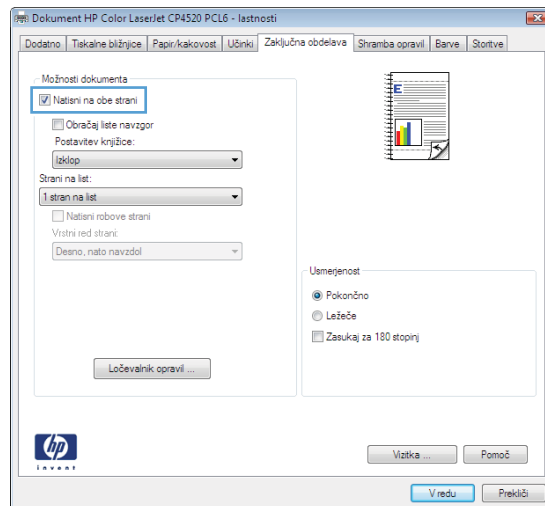 Dokument HP Color LaserJet CP4520 PCL6 - lastnosti
Dodatno Tiskalne bližnjice Papir/kakovost Učinki Zaključna obdelava Shramba opravil Barve Storitve
Možnosti dokumenta
Natisni na obe strani
Obračaj liste navzgor
Postavitev knjižice:
Izklop
Strani na list:
1 stran na list
Natisni robove strani
Vrstni red strani:
Desno, nato navzdol
Ločevalnik opravil ...
E
Usmerjenost
Pokončno
Ležeče
Zasukaj za 180 stopinj
hp
invent
Vizitka ...
Pomoč
V redu
Prekliči